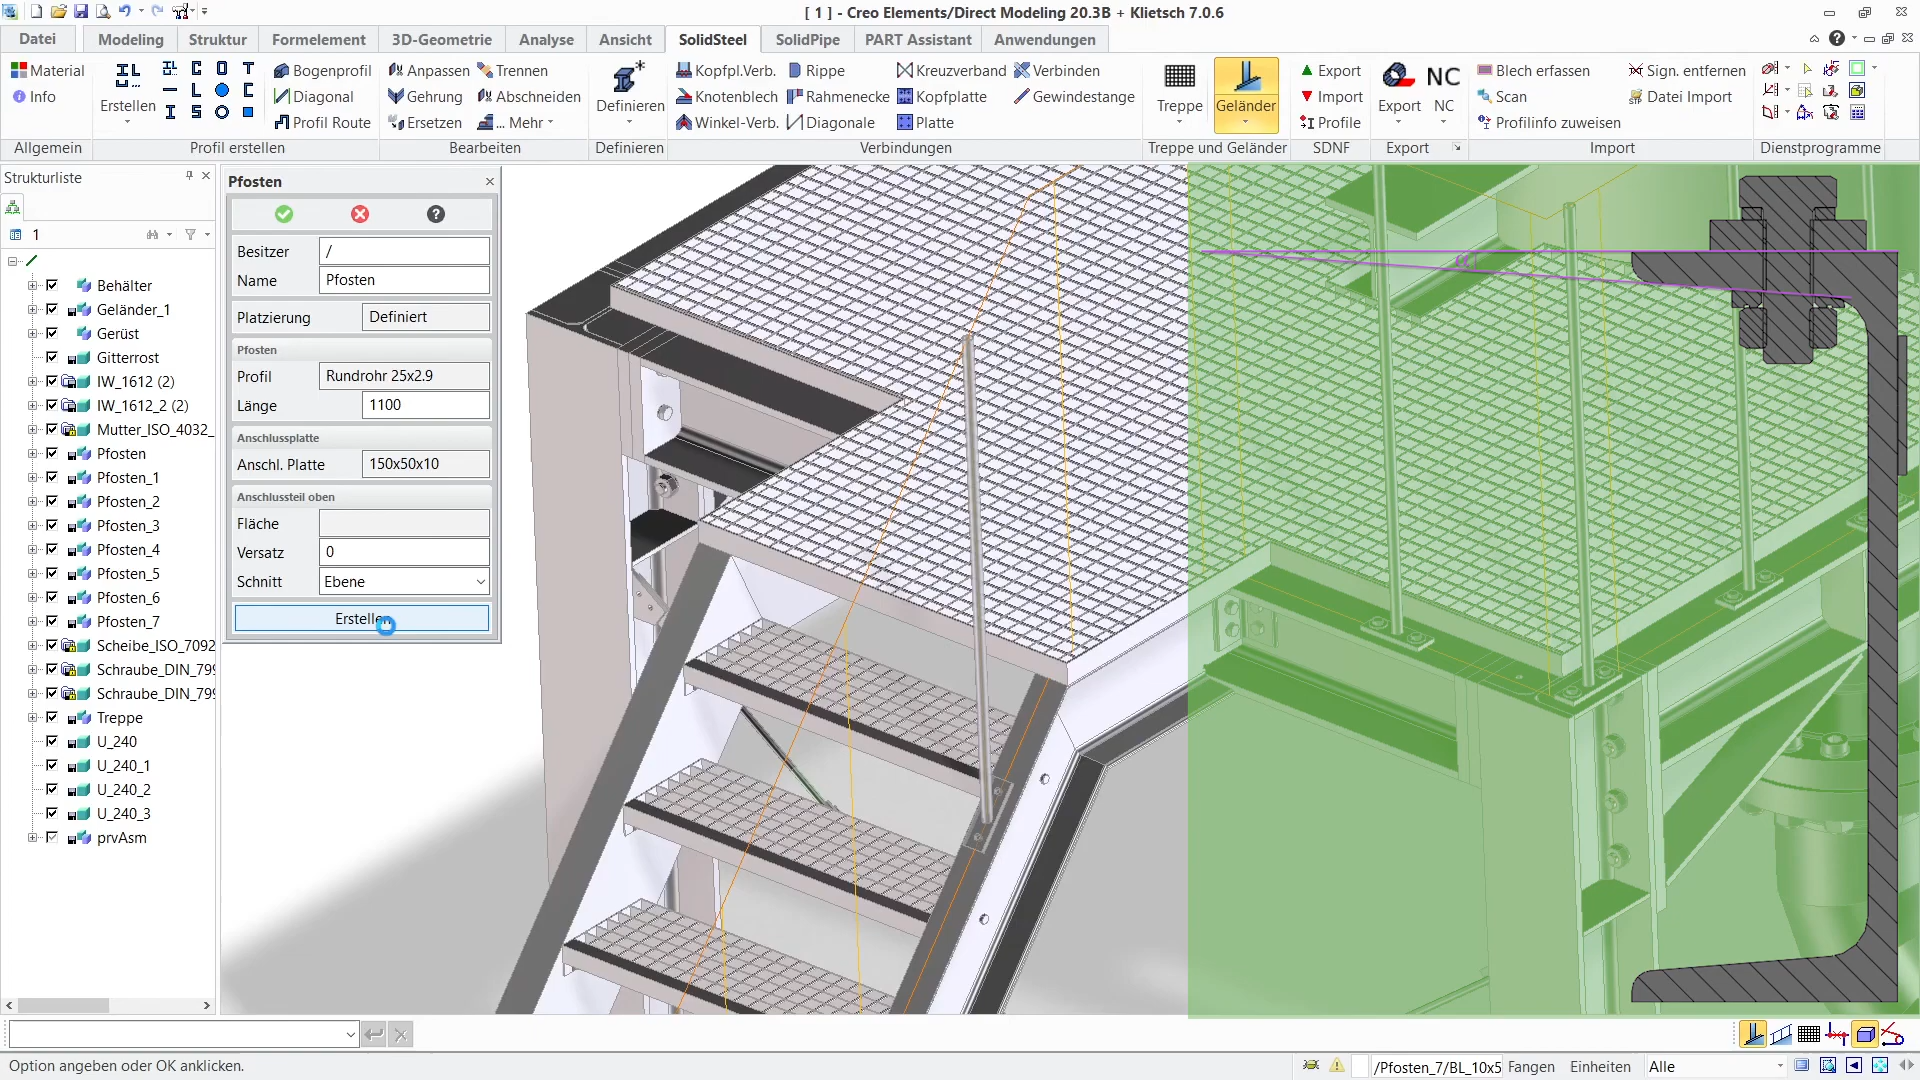 [ 1 ] - Creo Elements/Direct Modeling 20.3B + Klietsch 7.0.6
Datei
Modeling
Struktur
Formelement
3D-Geometrie
Analyse
Ansicht
SolidSteel
SolidPipe
PART Assistant
Anwendungen
Material
Info
Allgemein
Erstellen
Bogenprofil
Diagonal
Profil Route
Profil erstellen
Anpassen
Gehrung
Ersetzen
Trennen
Abschneiden
... Mehr
Bearbeiten
Definieren
Definieren
Kopfpl.Verb.
Knotenblech
Winkel-Verb.
Rippe
Rahmenecke
Diagonale
Kreuzverband
Kopfplatte
Platte
Verbinden
Gewindestange
Verbindungen
Treppe
Geländer
Treppe und Geländer
Export
Import
Profile
SDNF
Export
NC
NC
Export
Blech erfassen
Scan
Profilinfo zuweisen
Sign. entfernen
Datei Import
Import
Dienstprogramme
Strukturliste
1
Behälter
Geländer_1
Gerüst
Gitterrost
IW_1612 (2)
IW_1612_2 (2)
Mutter_ISO_4032_
Pfosten
Pfosten_1
Pfosten_2
Pfosten_3
Pfosten_4
Pfosten_5
Pfosten_6
Pfosten_7
Scheibe_ISO_7092
Schraube_DIN_799
Schraube_DIN_799
Treppe
U_240
U_240_1
U_240_2
U_240_3
prvAsm
Pfosten
Besitzer /
Name Pfosten
Platzierung Definiert
Pfosten
Profil Rundrohr 25x2.9
Länge 1100
Anschlussplatte
Anschl. Platte 150x50x10
Anschlussteil oben
Fläche
Versatz 0
Schnitt Ebene
Erstellen
Option angeben oder OK anklicken.
/Pfosten_7/BL_10x5
Fangen
Einheiten
Alle